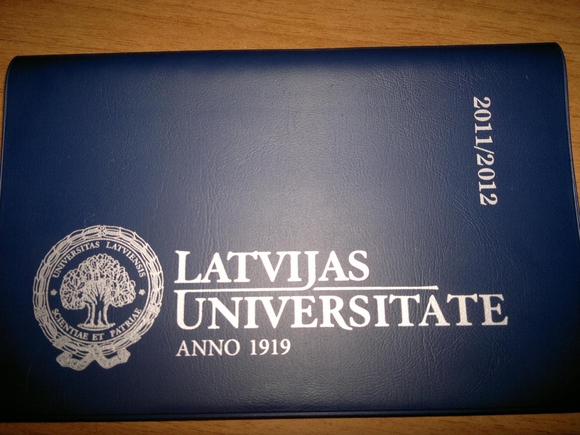 2011/2012
UNIVERSITAS LATVIENSIS
SCIENTIAE ET PATRIAE
LATVIJAS
UNIVERSITATE
ANNO 1919